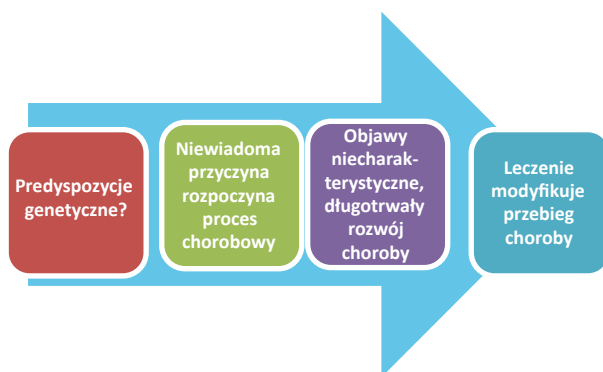 Predyspozycje
genetyczne?
Niewiadoma
przyczyna
rozpoczyna
proces
chorobowy
Objawy
niecharak-
terystyczne,
długotrwały
rozwój
choroby
Leczenie
modyfikuje
przebieg
choroby